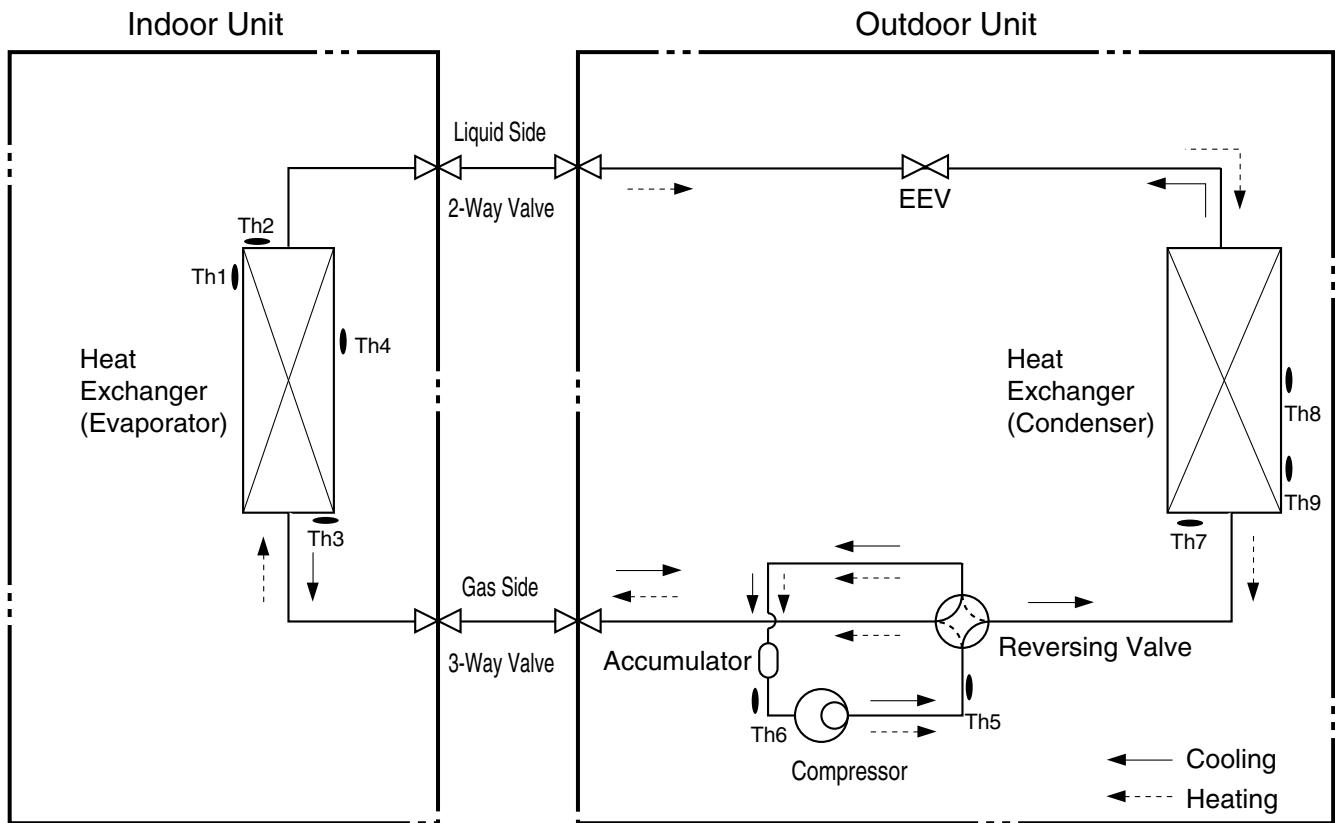 Indoor Unit
Outdoor Unit
Liquid Side
2-Way Valve
EEV
Th2
Th1
Th4
Heat
Exchanger
(Evaporator)
Th3
Heat
Exchanger
(Condenser)
Th8
Th9
Th7
Gas Side
3-Way Valve
Accumulator
Reversing Valve
Th6
Th5
Compressor
Cooling
Heating